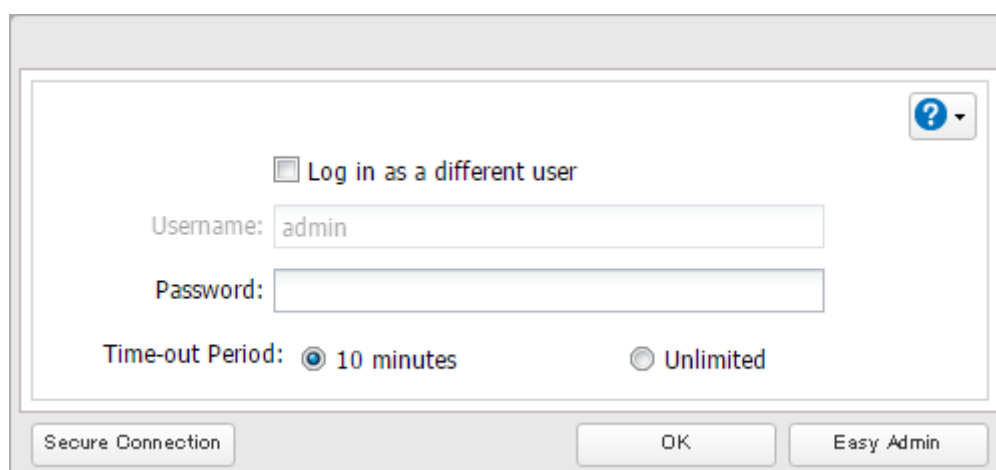 ?
Log in as a different user
Username: admin
Password:
Time-out Period: 10 minutes Unlimited
Secure Connection OK Easy Admin